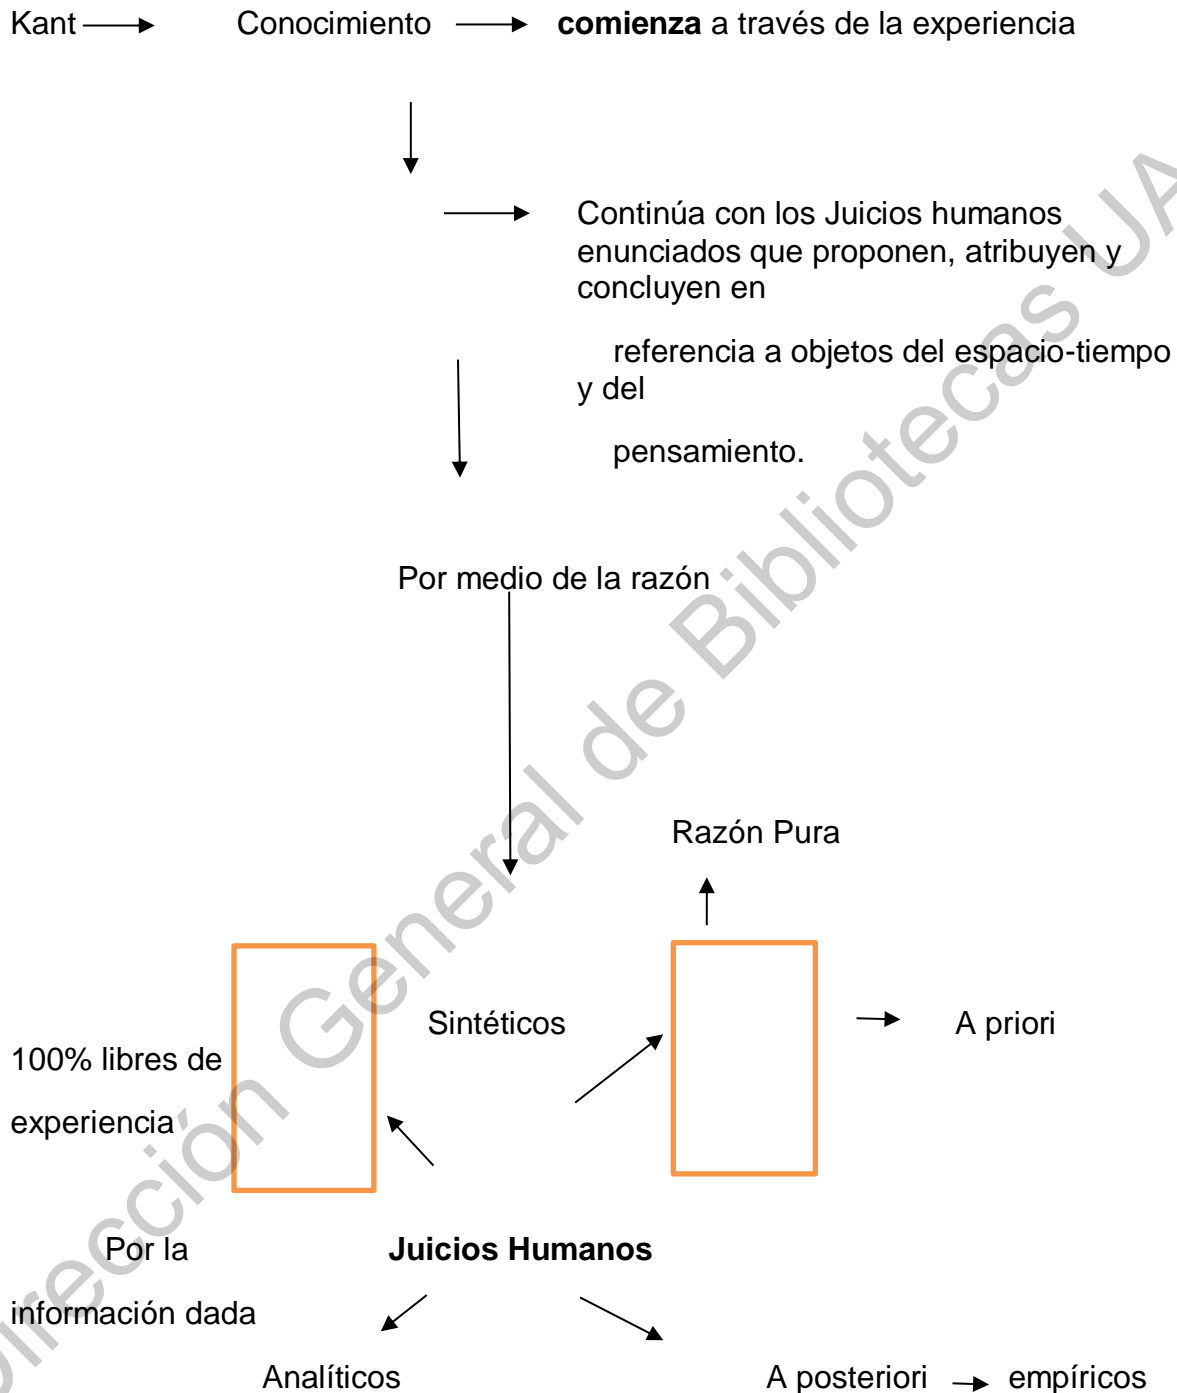 Kant Conocimiento comienza a través de la experiencia
Continúa con los Juicios humanos
enunciados que proponen, atribuyen y
concluyen en
referencia a objetos del espacio-tiempo
y del
pensamiento.
Por medio de la razón
Razón Pura
Sintéticos A priori
100% libres de
experiencia
Por la Juicios Humanos
información dada
Analíticos A posteriori empíricos
Dirección General de Bibliotecas UA